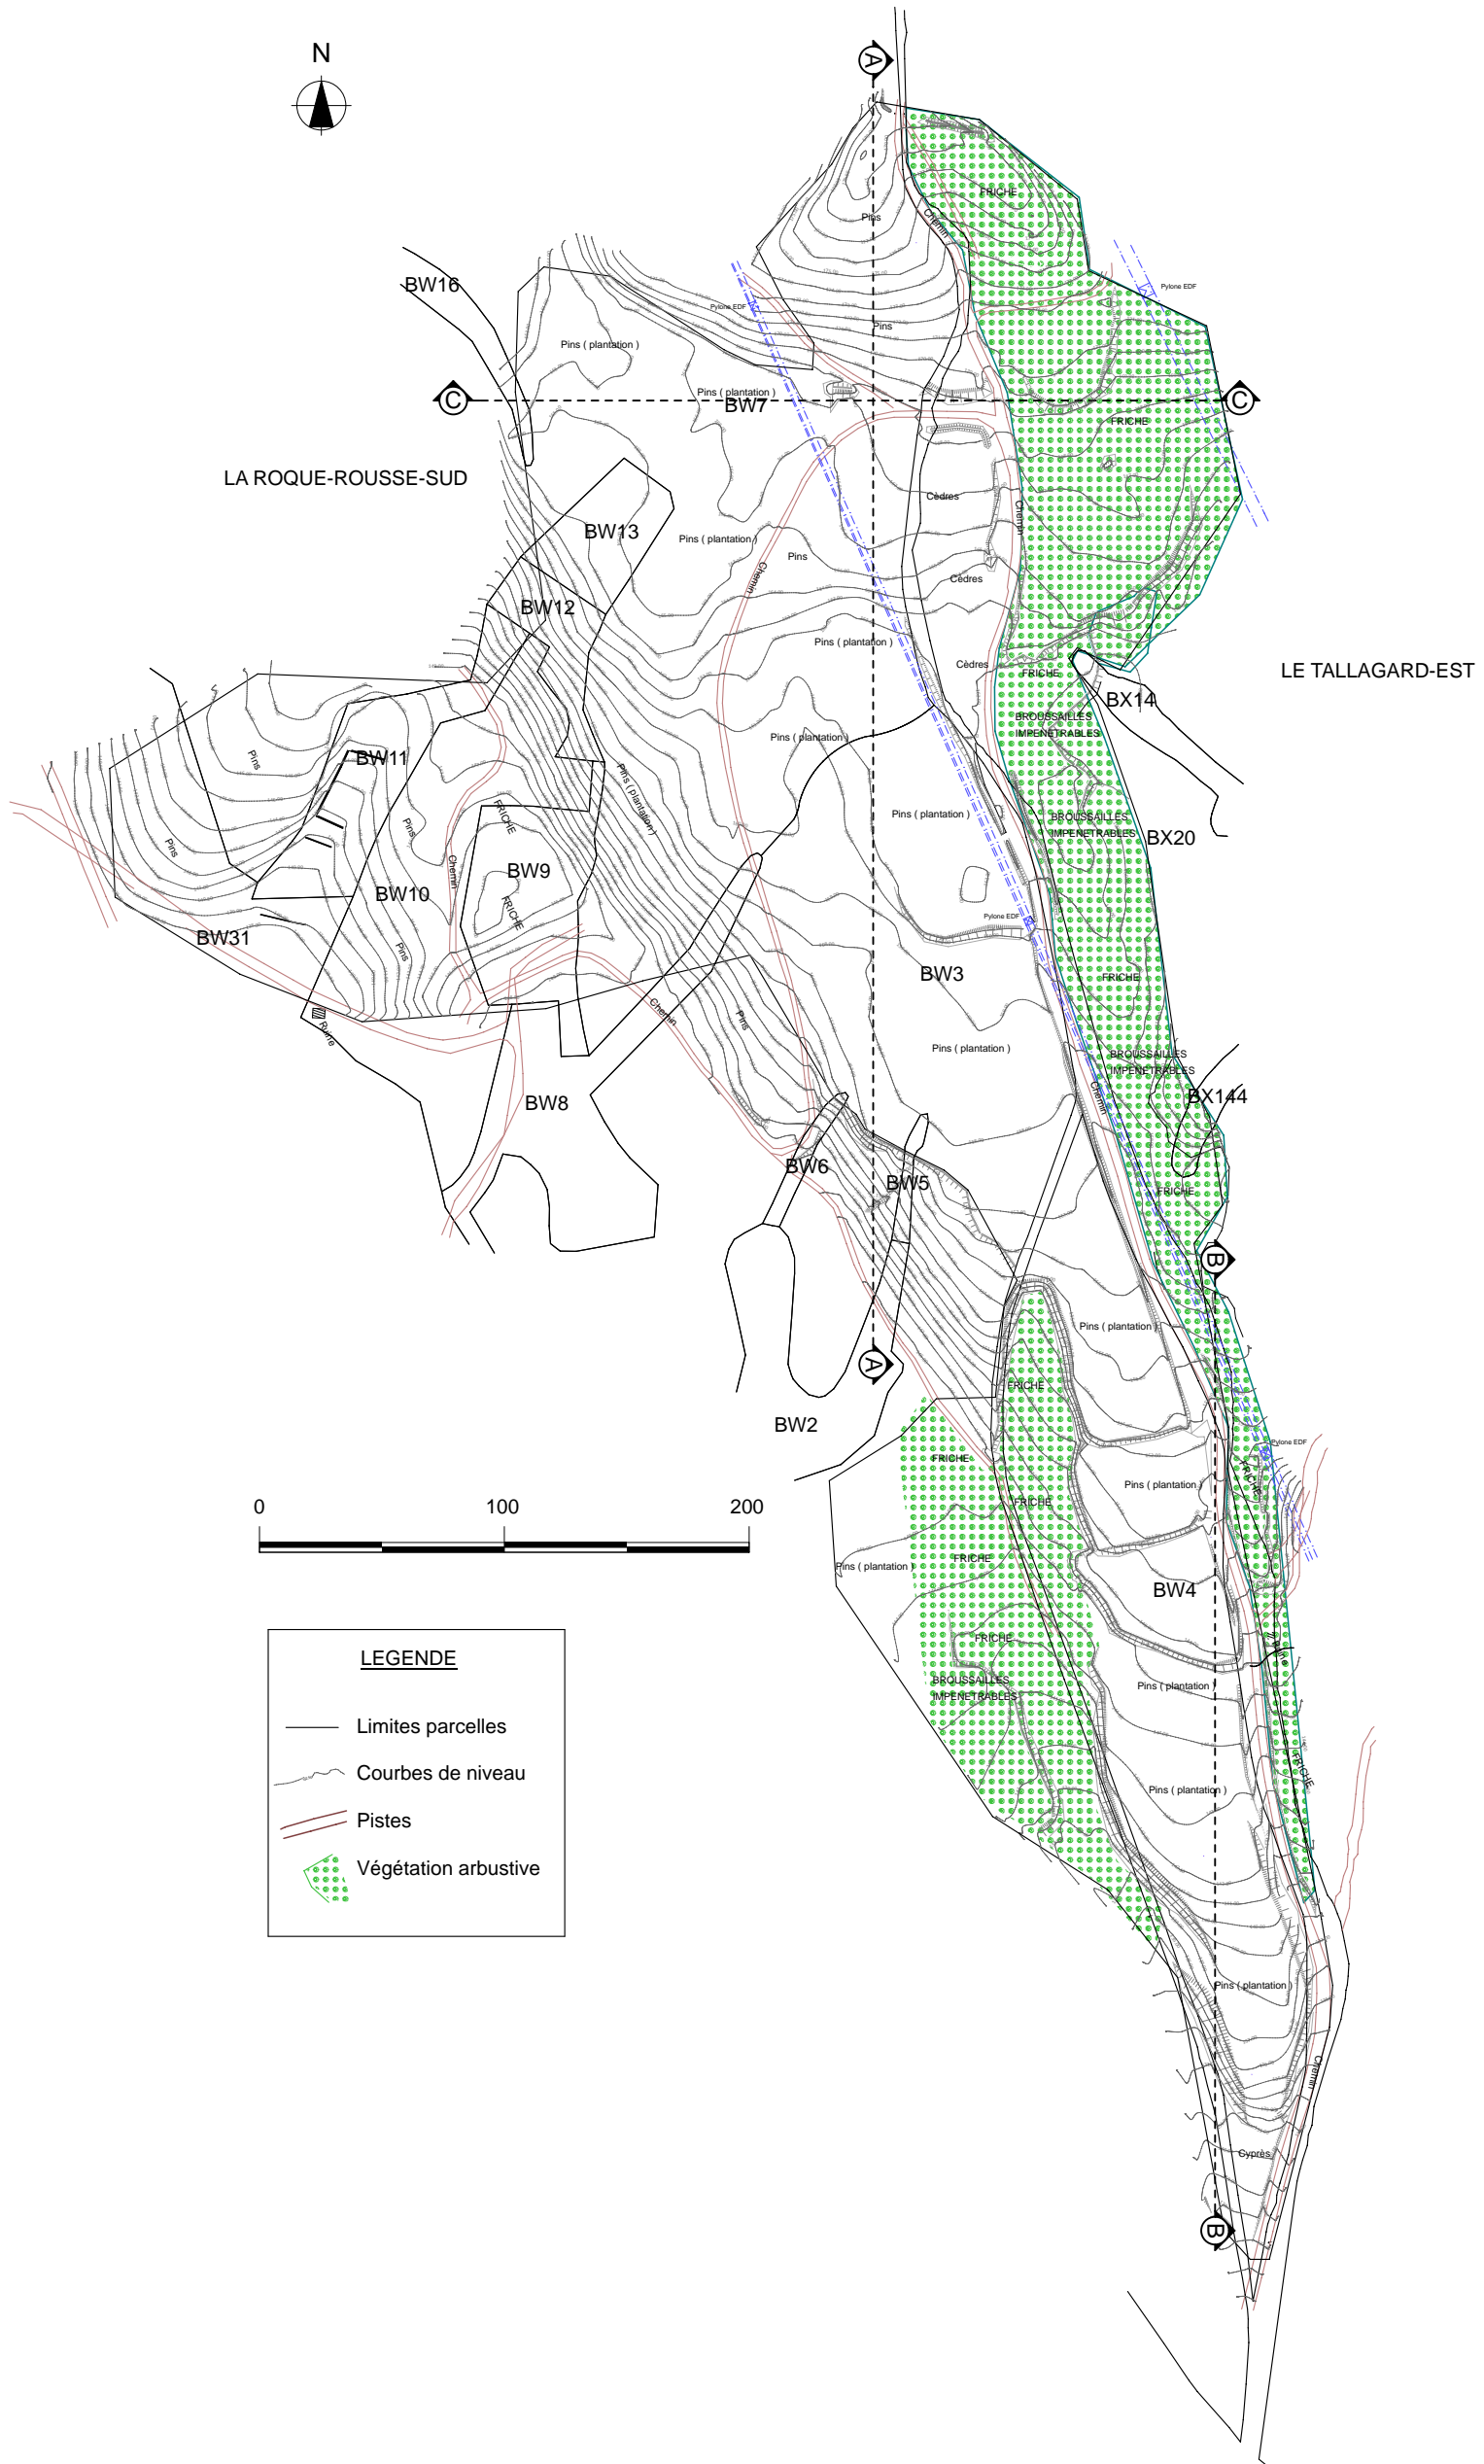 N
A
FRICHE
Pins
Chemin
BW16
Pylone EDF
Pylone EDF
Pins
Pins ( plantation )
Pins ( plantation )
C
C
BW7
FRICHE
LA ROQUE-ROUSSE-SUD
Cèdres
Chemin
BW13
Pins ( plantation )
Pins
Chemin
Cèdres
BW12
Pins ( plantation )
Cèdres
FRICHE
LE TALLAGARD-EST
BX14
BROUSSAILLES
IMPENETRABLES
Pins ( plantation )
Pins
BW11
Pins ( plantation )
FRICHE
Pins ( plantation )
BROUSSAILLES
IMPENETRABLES
BX20
Pins
Pins
Chemin
BW9
BW10
FRICHE
Pylone EDF
BW31
Pins
BW3
FRICHE
Chemin
Pins
Ruine
Pins ( plantation )
BROUSSAILLES
IMPENETRABLES
Chemin
BX144
BW8
BW6
BW5
FRICHE
B
Pins ( plantation )
A
FRICHE
BW2
Pylone EDF
FRICHE
FRICHE
Pins ( plantation )
FRICHE
0 100 200
FRICHE
Pins ( plantation )
BW4
FRICHE
Ruine
BROUSSAILLES
IMPENETRABLES
Pins ( plantation )
LEGENDE
Limites parcelles
Courbes de niveau
Pistes
Végétation arbustive
FRICHE
Pins ( plantation )
Pins ( plantation )
Chemin
Cyprès
B